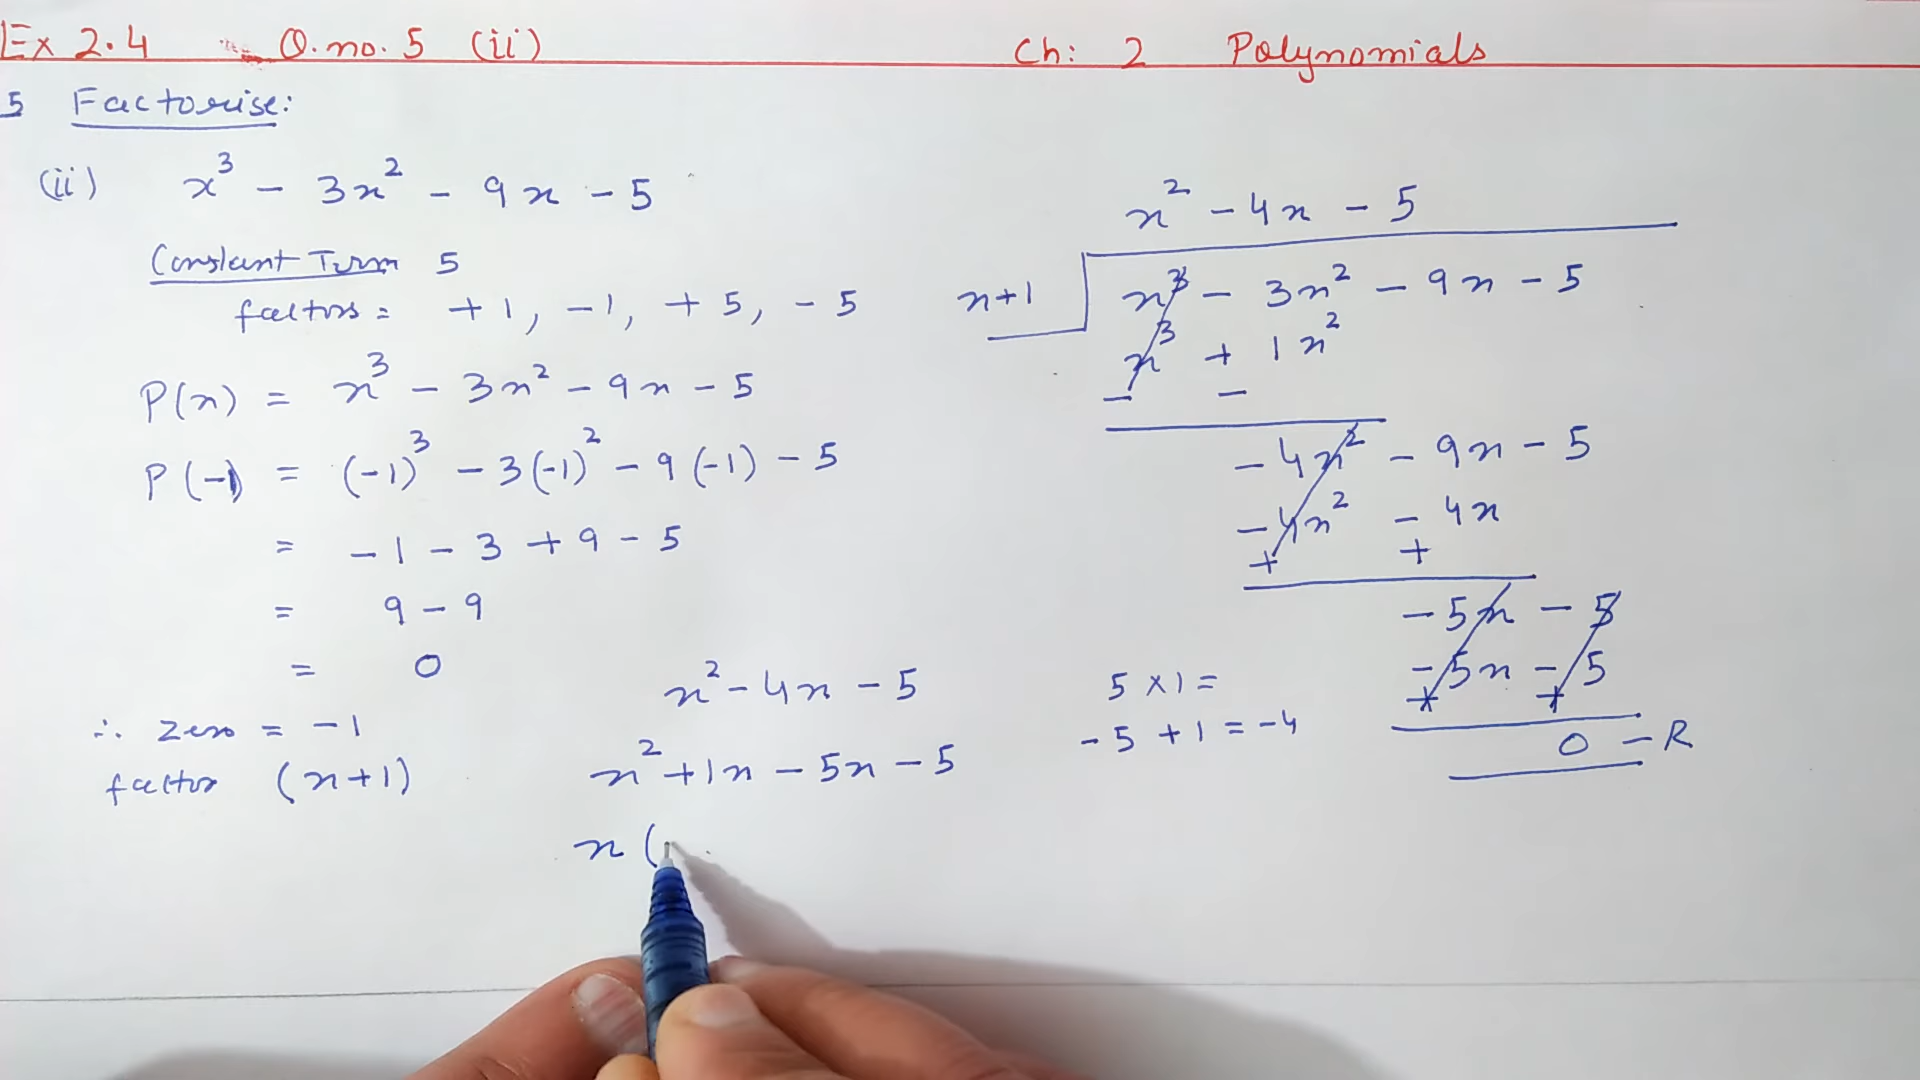 Ex 2.4 Q.no. 5 (ii) Ch: 2 Polynomials
5 Factorise:
(ii) x³ - 3x² - 9x - 5
Constant Term 5
factors = +1, -1, +5, -5
P(x) = x³ - 3x² - 9x - 5
P(-1) = (-1)³ - 3(-1)² - 9(-1) - 5
= -1 - 3 + 9 - 5
= 9 - 9
= 0
∴ Zero = -1
factor (x+1)
x² - 4x - 5
x+1 x³ - 3x² - 9x - 5
x³ + 1x²
- -
-4x² - 9x - 5
-4x² - 4x
+ +
-5x - 5
-5x - 5
+ +
0 - R
x² - 4x - 5
5 × 1 =
-5 + 1 = -4
x² + 1x - 5x - 5
x (